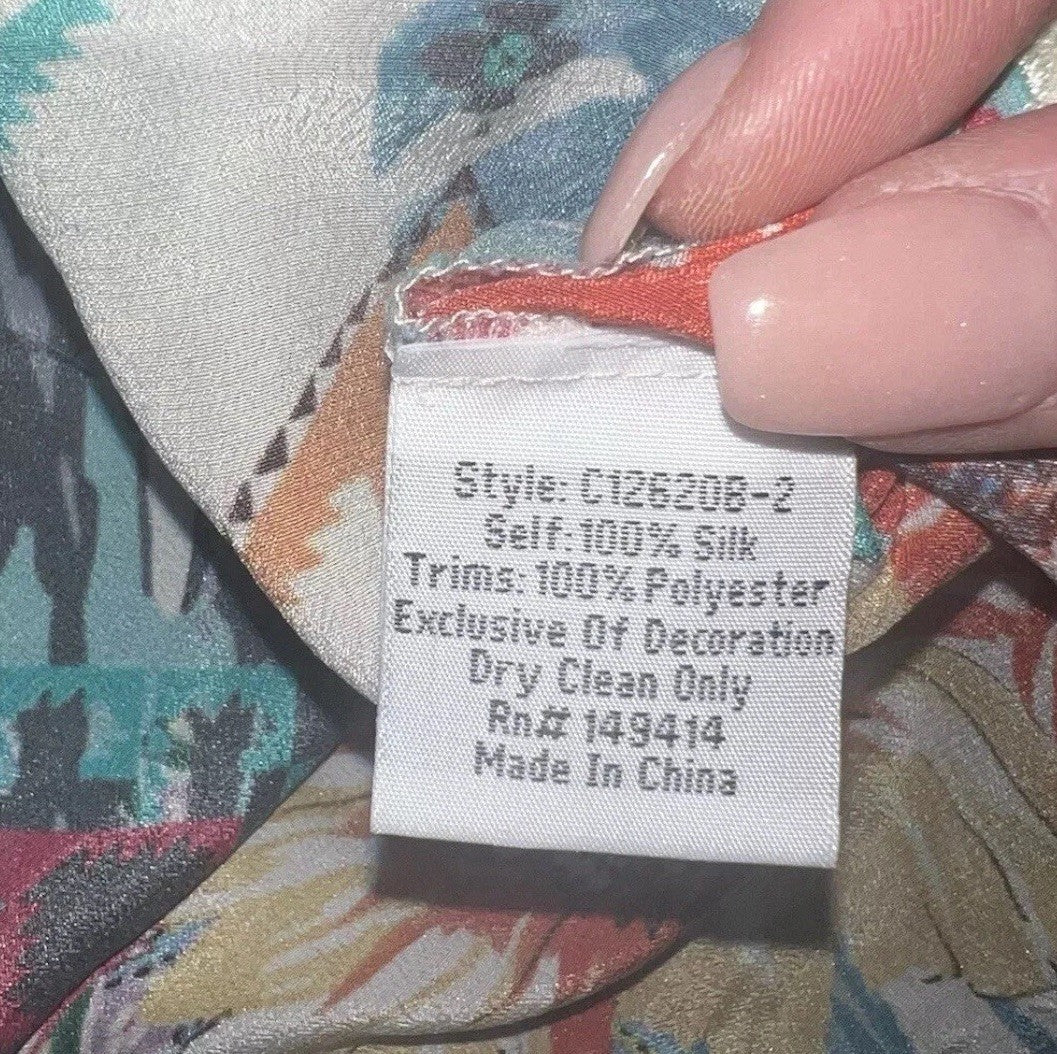 Style: C126206-2
Self: 100% Silk
Trims: 100% Polyester
Exclusive Of Decoration
Dry Clean Only
Rn# 149414
Made In China